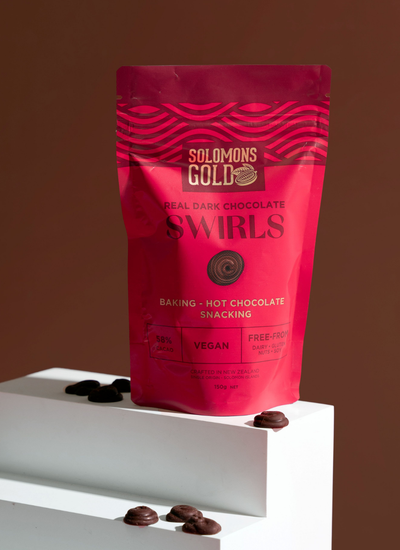 SOLOMONS
GOLD
REAL DARK CHOCOLATE
SWIRLS
BAKING - HOT CHOCOLATE
SNACKING
VEGAN
FREE-FROM